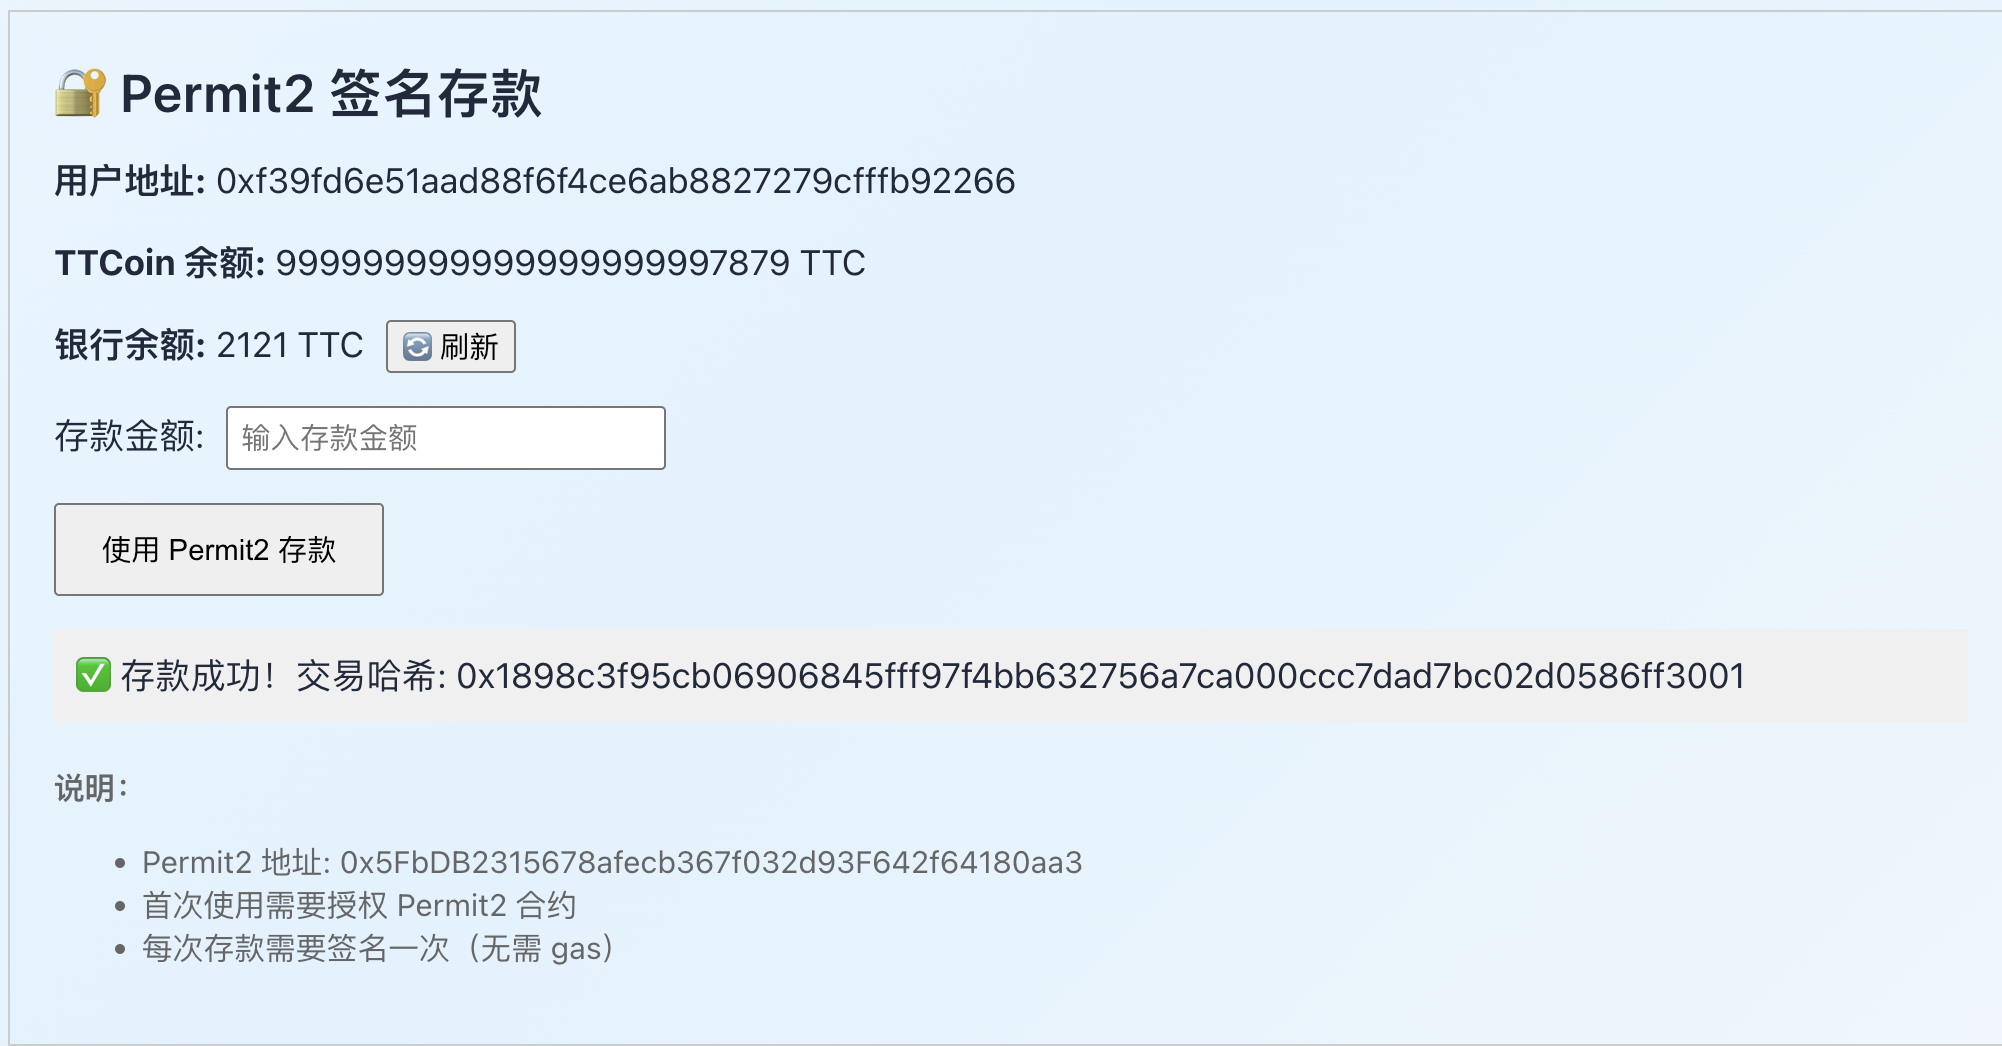 🔐 Permit2 签名存款
用户地址: 0xf39fd6e51aad88f6f4ce6ab8827279cfffb92266
TTCoin 余额: 999999999999999999997879 TTC
银行余额: 2121 TTC 🔄 刷新
存款金额: 输入存款金额
使用 Permit2 存款
✅ 存款成功！交易哈希: 0x1898c3f95cb06906845fff97f4bb632756a7ca000ccc7dad7bc02d0586ff3001
说明：
• Permit2 地址: 0x5FbDB2315678afecb367f032d93F642f64180aa3
• 首次使用需要授权 Permit2 合约
• 每次存款需要签名一次（无需 gas）